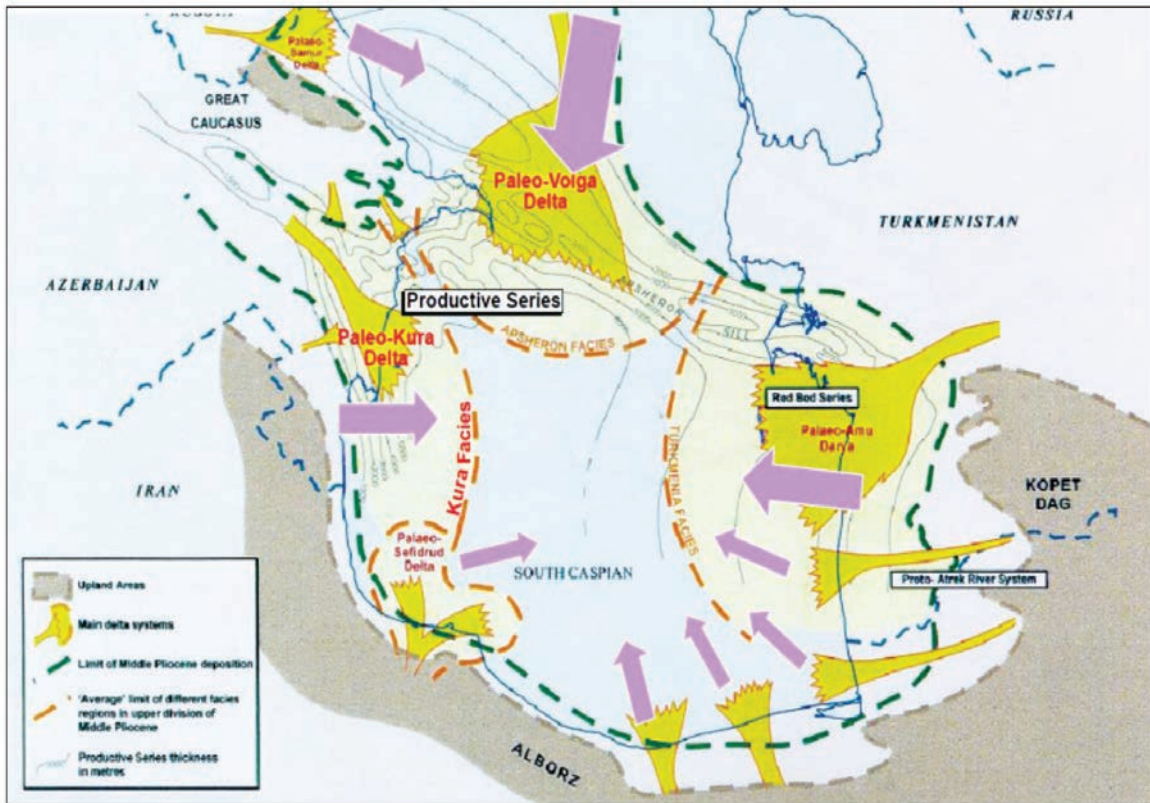 RUSSIA
RUSSIA
Palaeo-
Samur
Delta
GREAT
CAUCASUS
Paleo-Volga
Delta
TURKMENISTAN
AZERBAIJAN
Productive Series
APSHERON
SILL
Paleo-Kura
Delta
APSHERON FACIES
Red Bod Series
Palaeo-Amu
Darya
Kura Facies
TURKMENIA FACIES
IRAN
KOPET
DAG
Palaeo-
Sefidrud
Delta
SOUTH CASPIAN
Proto- Atrek River System
Upland Areas
Main delta systems
Limit of Middle Pliocene deposition
'Average' limit of different facies
regions in upper division of
Middle Pliocene
Productive Series thickness
in metres
ALBORZ